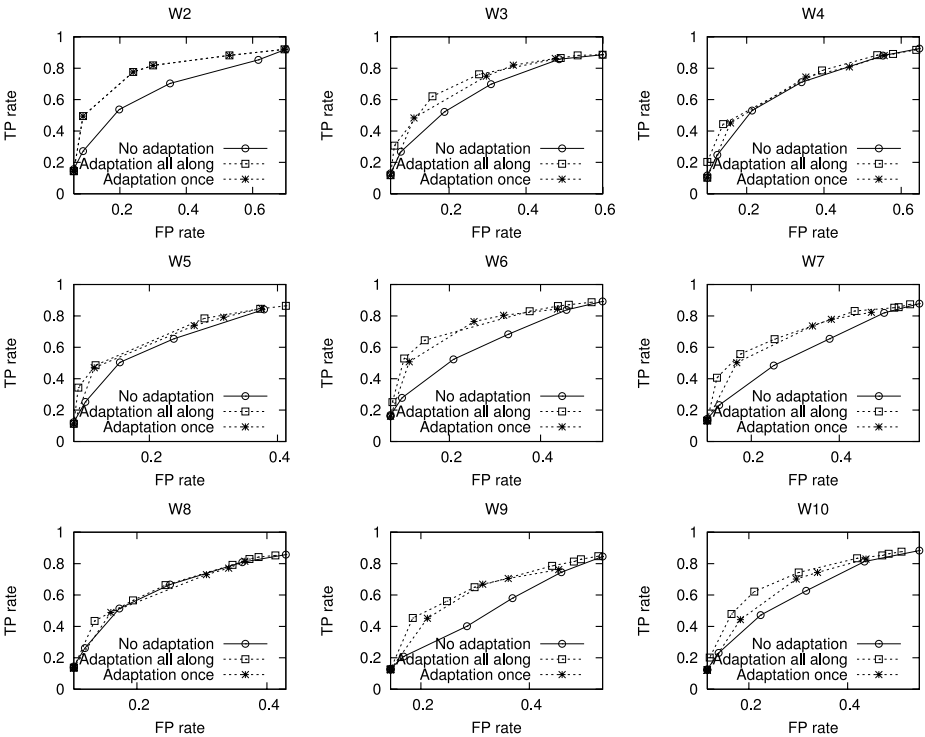 W2
1
0.8
0.6
0.4
0.2
0
TP rate
No adaptation
Adaptation all along
Adaptation once
0.2 0.4 0.6
FP rate
W3
1
0.8
0.6
0.4
0.2
0
TP rate
No adaptation
Adaptation all along
Adaptation once
0.2 0.3 0.4 0.5 0.6
FP rate
W4
1
0.8
0.6
0.4
0.2
0
TP rate
No adaptation
Adaptation all along
Adaptation once
0.2 0.4 0.6
FP rate
W5
1
0.8
0.6
0.4
0.2
0
TP rate
No adaptation
Adaptation all along
Adaptation once
0.2 0.4
FP rate
W6
1
0.8
0.6
0.4
0.2
0
TP rate
No adaptation
Adaptation all along
Adaptation once
0.2 0.4
FP rate
W7
1
0.8
0.6
0.4
0.2
0
TP rate
No adaptation
Adaptation all along
Adaptation once
0.2 0.4
FP rate
W8
1
0.8
0.6
0.4
0.2
0
TP rate
No adaptation
Adaptation all along
Adaptation once
0.2 0.4
FP rate
W9
1
0.8
0.6
0.4
0.2
0
TP rate
No adaptation
Adaptation all along
Adaptation once
0.2 0.4
FP rate
W10
1
0.8
0.6
0.4
0.2
0
TP rate
No adaptation
Adaptation all along
Adaptation once
0.2 0.4
FP rate